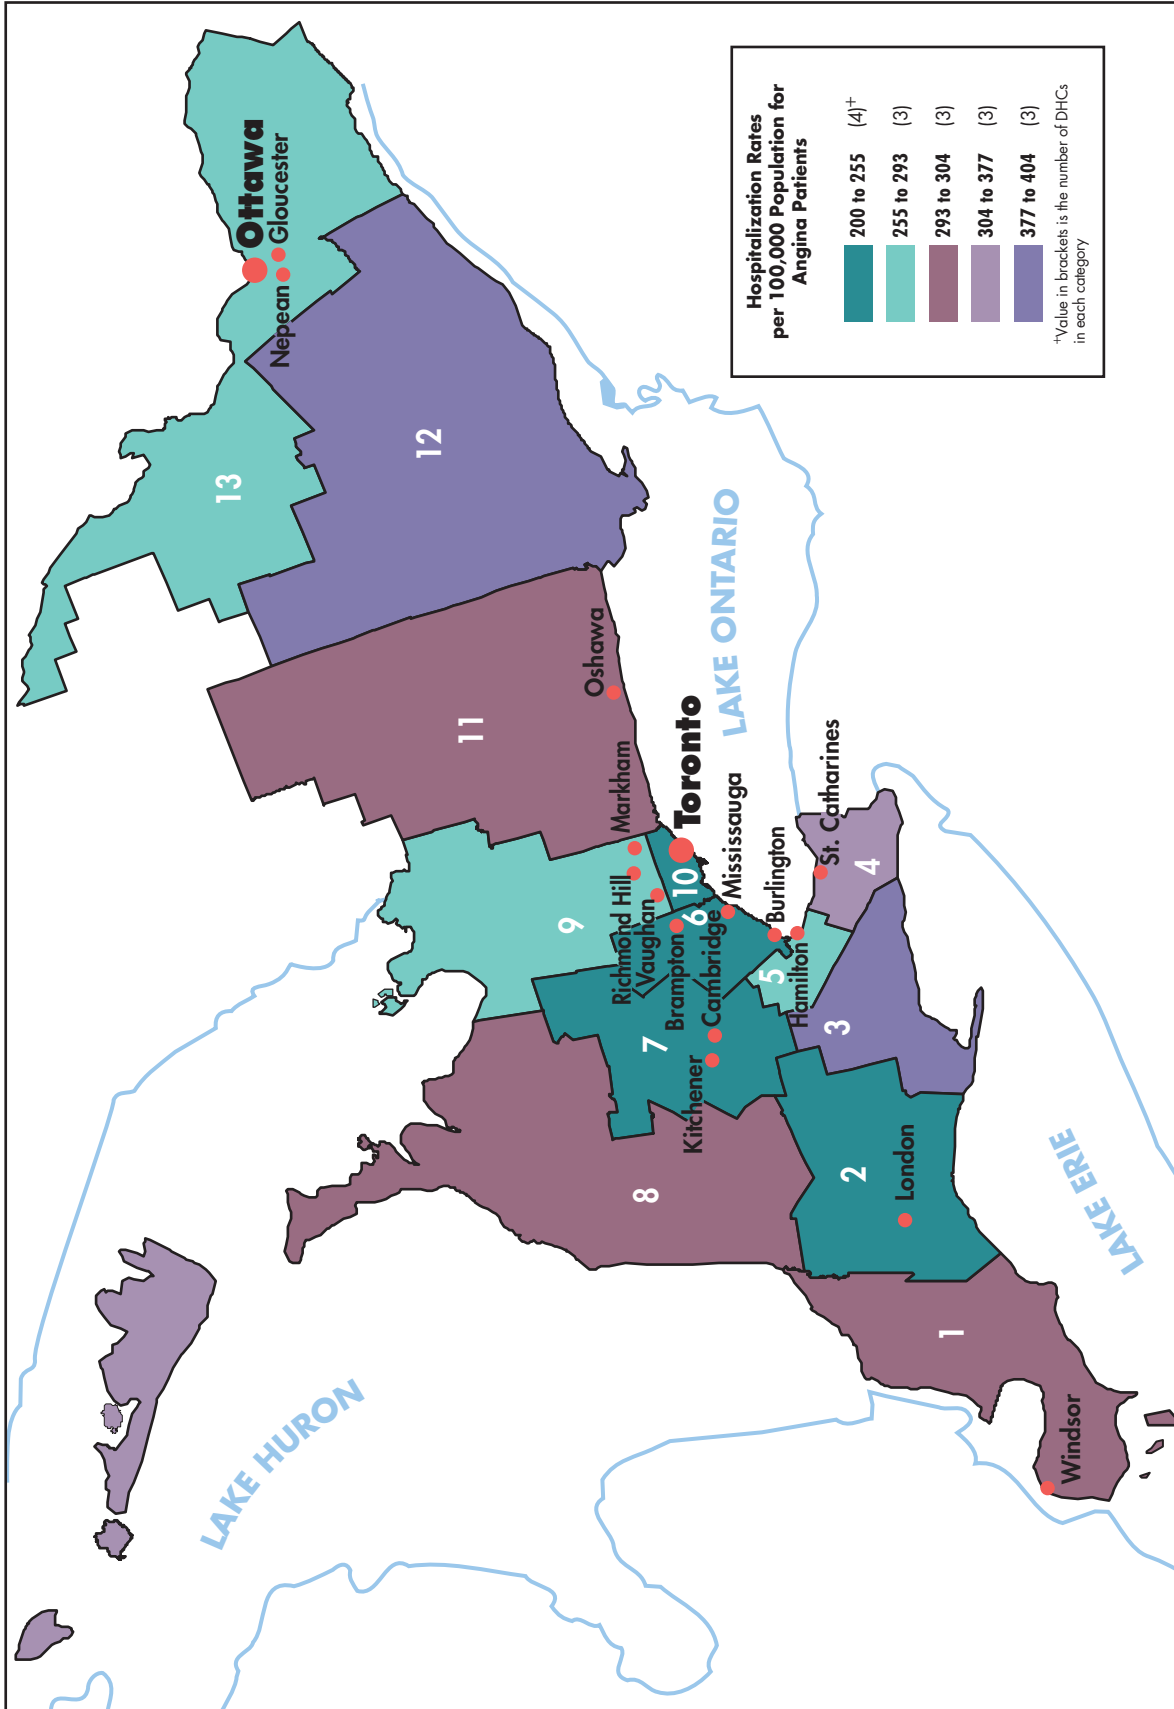 Hospitalization Rates
per 100,000 Population for
Angina Patients
200 to 255 (4)+
255 to 293 (3)
293 to 304 (3)
304 to 377 (3)
377 to 404 (3)
+Value in brackets is the number of DHCs
in each category
Ottawa
Gloucester
Nepean
13
12
11
Oshawa
Markham
Toronto
LAKE ONTARIO
Richmond Hill
Vaughan
9
10
6
Mississauga
Brampton
Cambridge
Burlington
St. Catharines
4
5
Hamilton
3
7
Kitchener
8
2
London
1
Windsor
LAKE HURON
LAKE ERIE